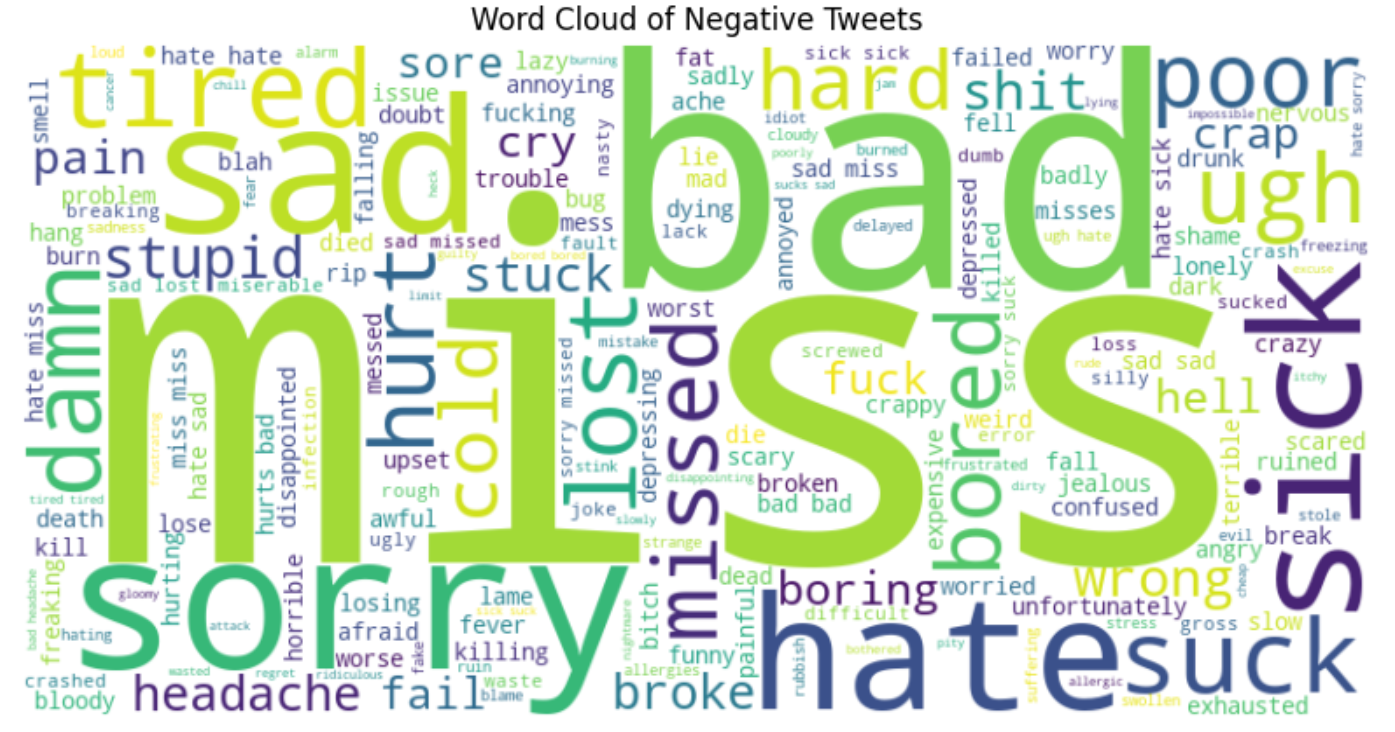 Word Cloud of Negative Tweets
loud
hate hate
alarm
sore
lazy
burning
fat
sick sick
failed
worry
tired
cancer
chill
issue
annoying
sadly
hard
jam
shit
lying
poor
smell
doubt
fucking
ache
idiot
fell
impossible
nervous
hate sorry
sad
bad
cry
nasty
cloudy
crap
pain
blah
falling
trouble
lie
mad
poorly
burned
dumb
drunk
sad miss
hate sick
ugh
fear
heck
sucks sad
badly
problem
breaking
bug
mess
dying
lack
annoyed
delayed
depressed
misses
sadness
hang
died
sad missed
fault
killed
ugh hate
shame
crash
freezing
burn
stupid
guilty
bored bored
rip
stuck
lonely
excuse
sad lost
miserable
hurt
limit
dark
sucked
sick
damn
miss
hate miss
messed
cold
lost
worst
missed
bored
sorry suck
loss
crazy
mistake
screwed
rude
sad sad
silly
itchy
miss miss
hate sad
disappointed
sorry missed
depressing
fuck
crappy
hell
frustrating
hurts bad
infection
upset
weird
error
die
scary
expensive
scared
ruined
terrible
stink
disappointing
broken
frustrated
fall
jealous
tired tired
rough
bad bad
dirty
confused
death
lose
awful
joke
slowly
stole
kill
ugly
strange
evil
break
angry
sorry
hurting
horrible
dead
boring
worried
wrong
cheap
bad headache
freaking
gloomy
losing
lame
sick suck
nightmare
bitch
painful
difficult
unfortunately
hating
attack
afraid
fever
hate
stress
gross
slow
worse
fake
killing
funny
rubbish
bothered
pity
suffering
suck
wasted
regret
ridiculous
ruin
waste
allergies
allergic
crashed
bloody
headache
fail
blame
broke
swollen
exhausted